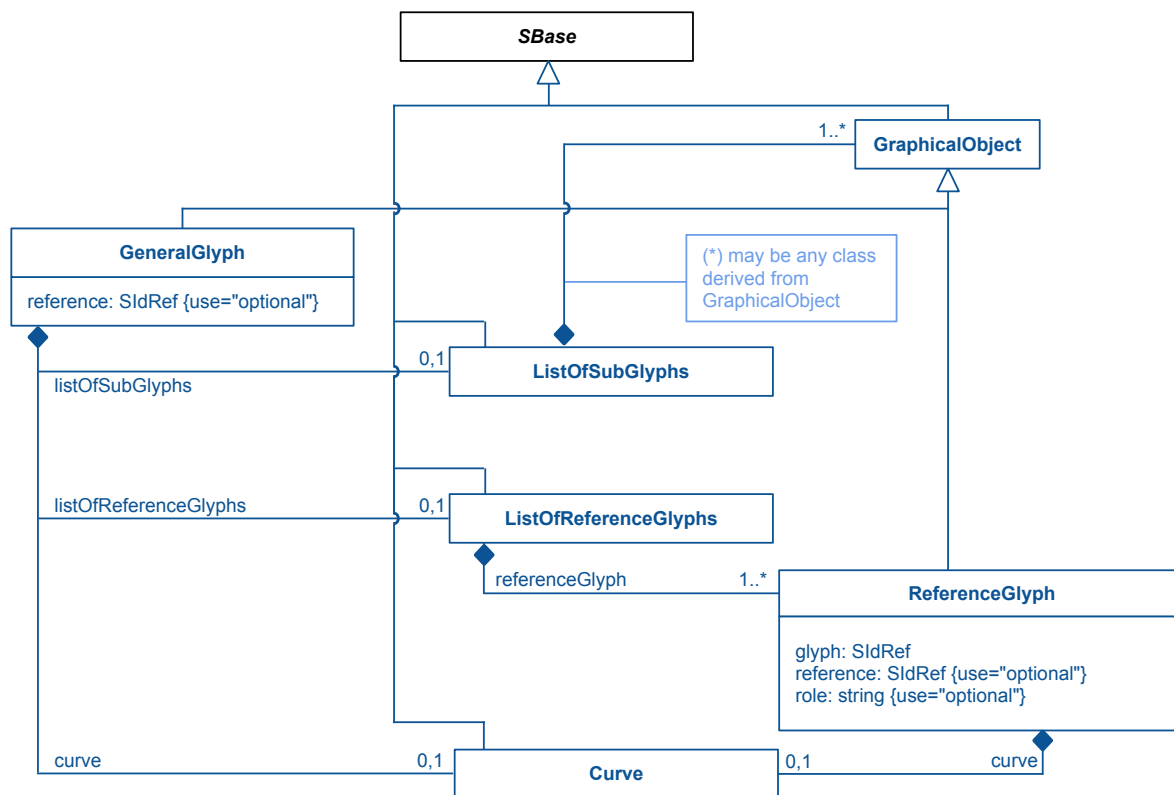 SBase
1..*
GraphicalObject
GeneralGlyph
reference: SIdRef {use="optional"}
(*) may be any class
derived from
GraphicalObject
0,1
ListOfSubGlyphs
listOfSubGlyphs
listOfReferenceGlyphs
0,1
ListOfReferenceGlyphs
referenceGlyph
1..*
ReferenceGlyph
glyph: SIdRef
reference: SIdRef {use="optional"}
role: string {use="optional"}
curve
0,1
Curve
0,1
curve